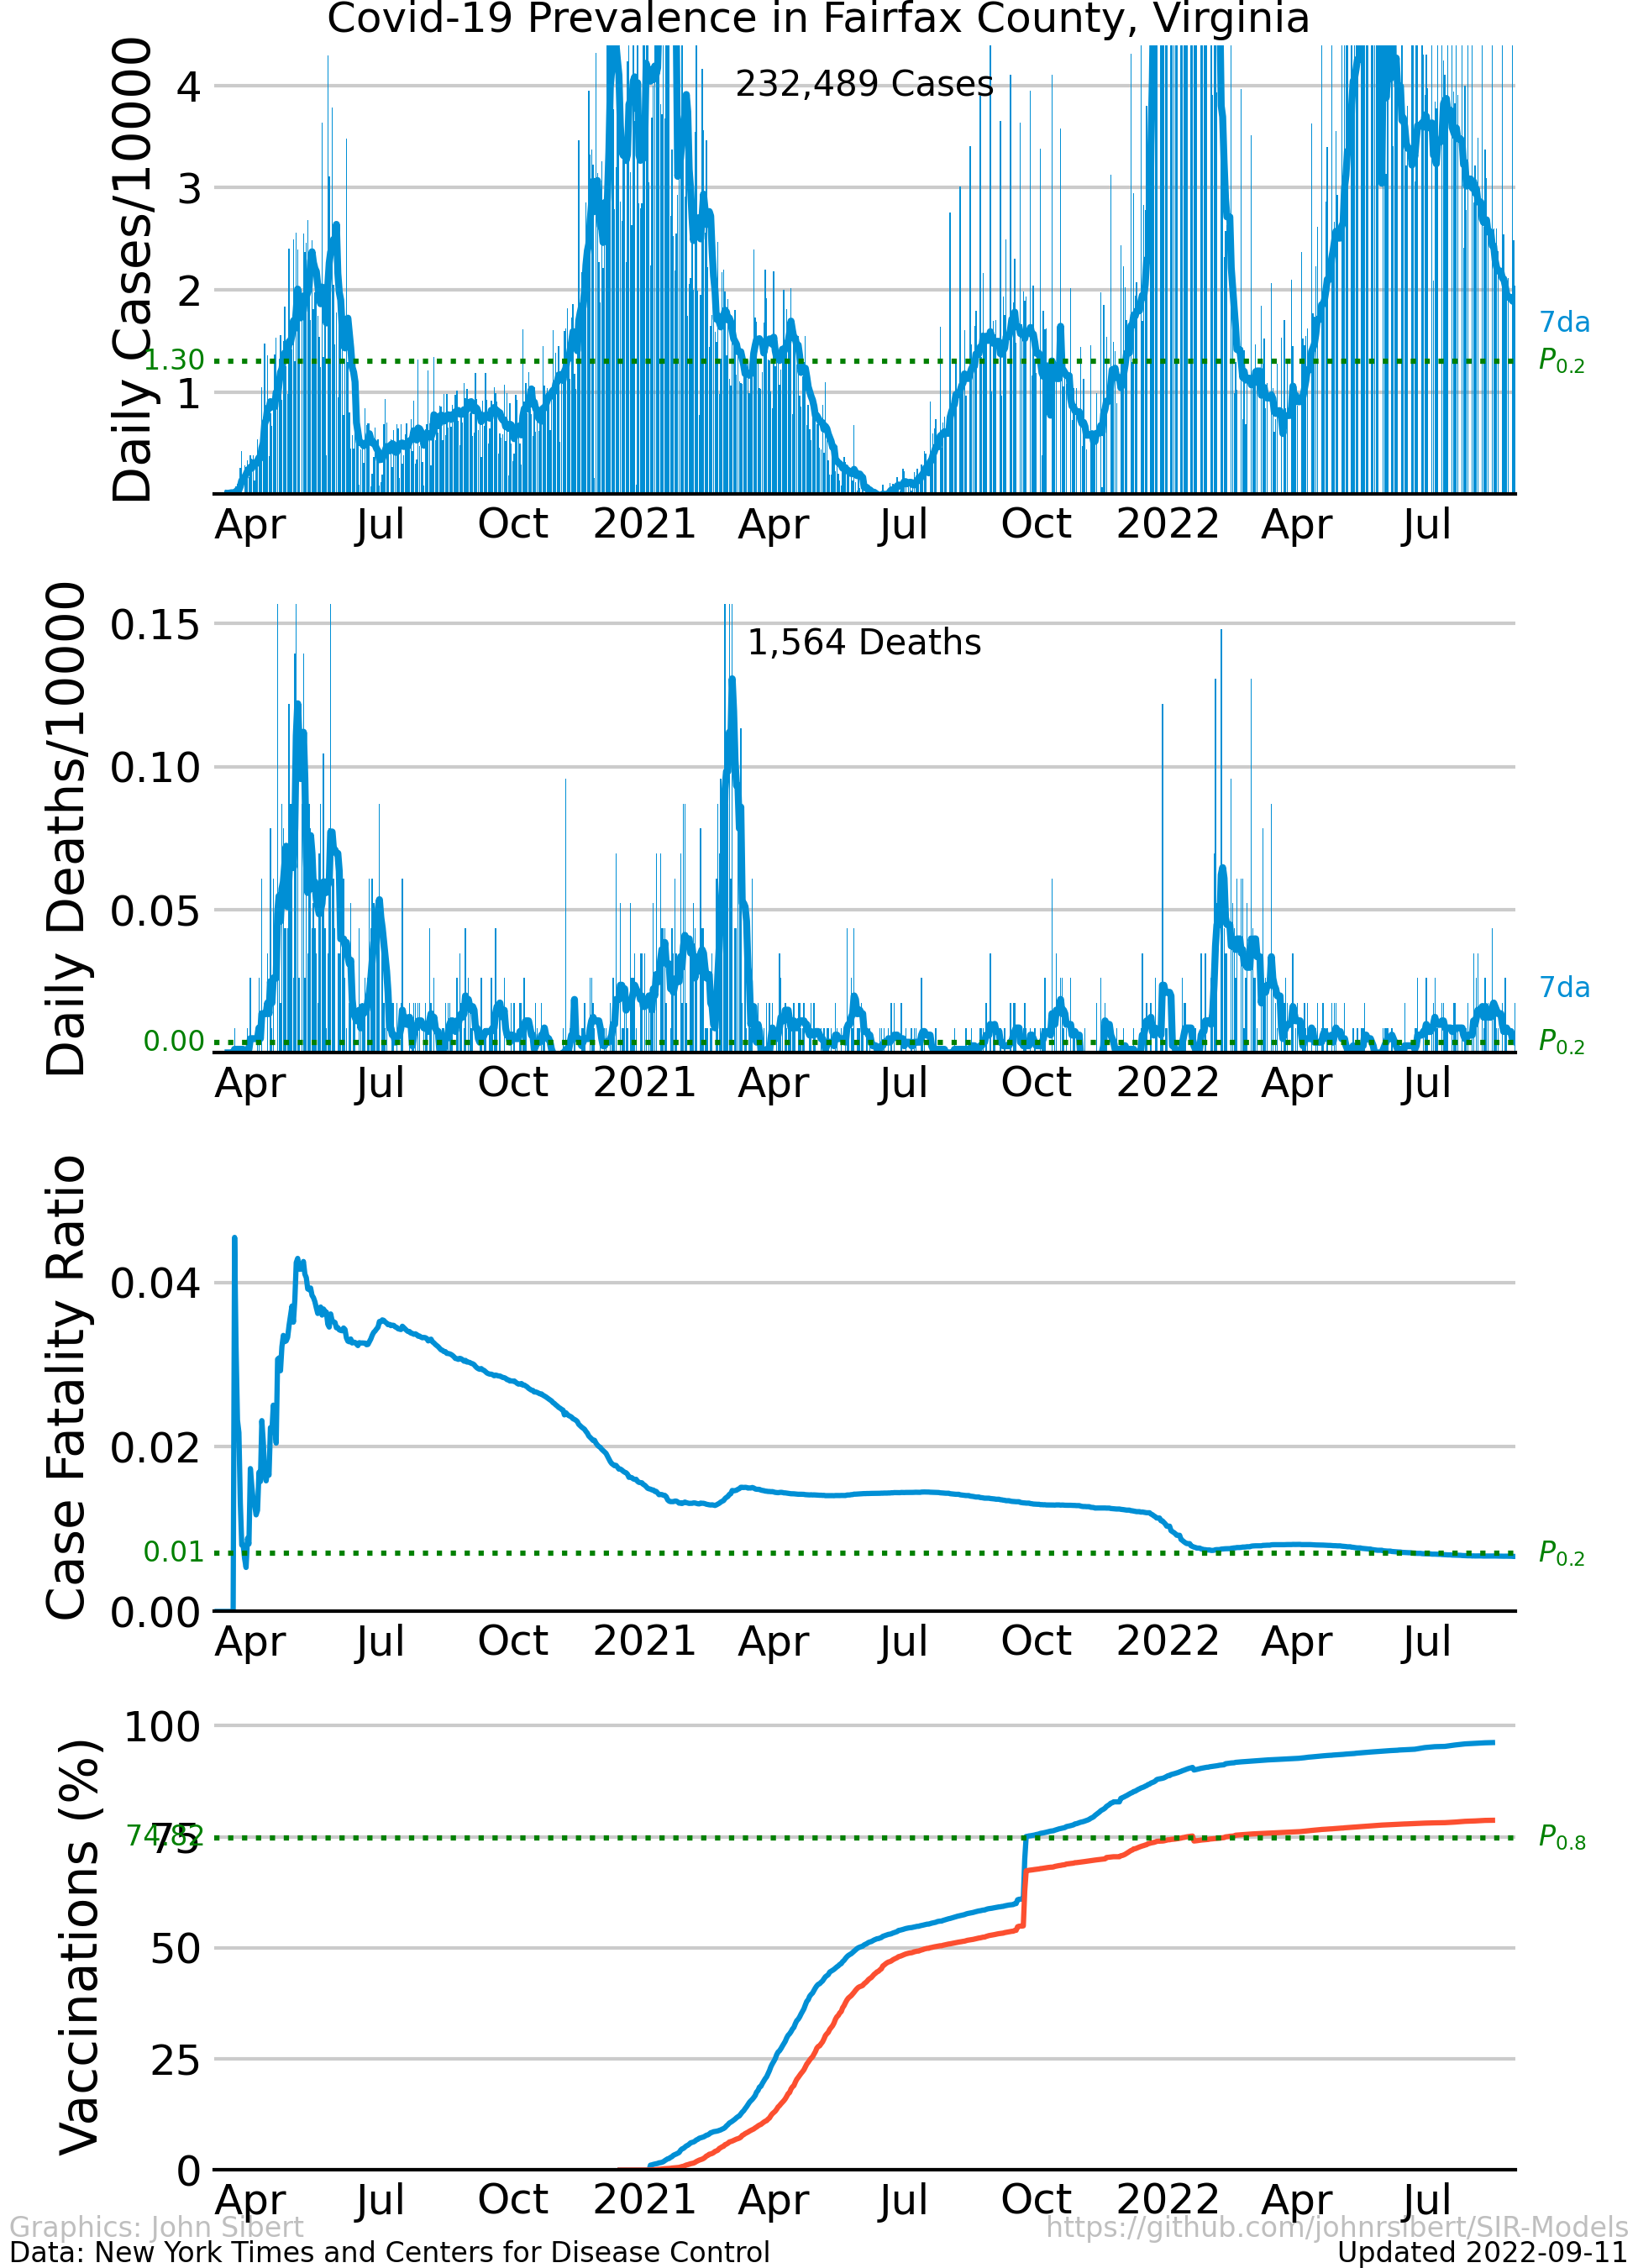 Covid-19 Prevalence in Fairfax County, Virginia
Daily Cases/10000
4
3
2
1
1.30
232,489 Cases
7da
P0.2
Apr Jul Oct 2021 Apr Jul Oct 2022 Apr Jul
Daily Deaths/10000
0.15
0.10
0.05
0.00
1,564 Deaths
7da
P0.2
Apr Jul Oct 2021 Apr Jul Oct 2022 Apr Jul
Case Fatality Ratio
0.04
0.02
0.01
0.00
P0.2
Apr Jul Oct 2021 Apr Jul Oct 2022 Apr Jul
Vaccinations (%)
100
75
74.82
50
25
0
P0.8
Apr Jul Oct 2021 Apr Jul Oct 2022 Apr Jul
Graphics: John Sibert
https://github.com/johnrsibert/SIR-Models
Data: New York Times and Centers for Disease Control
Updated 2022-09-11